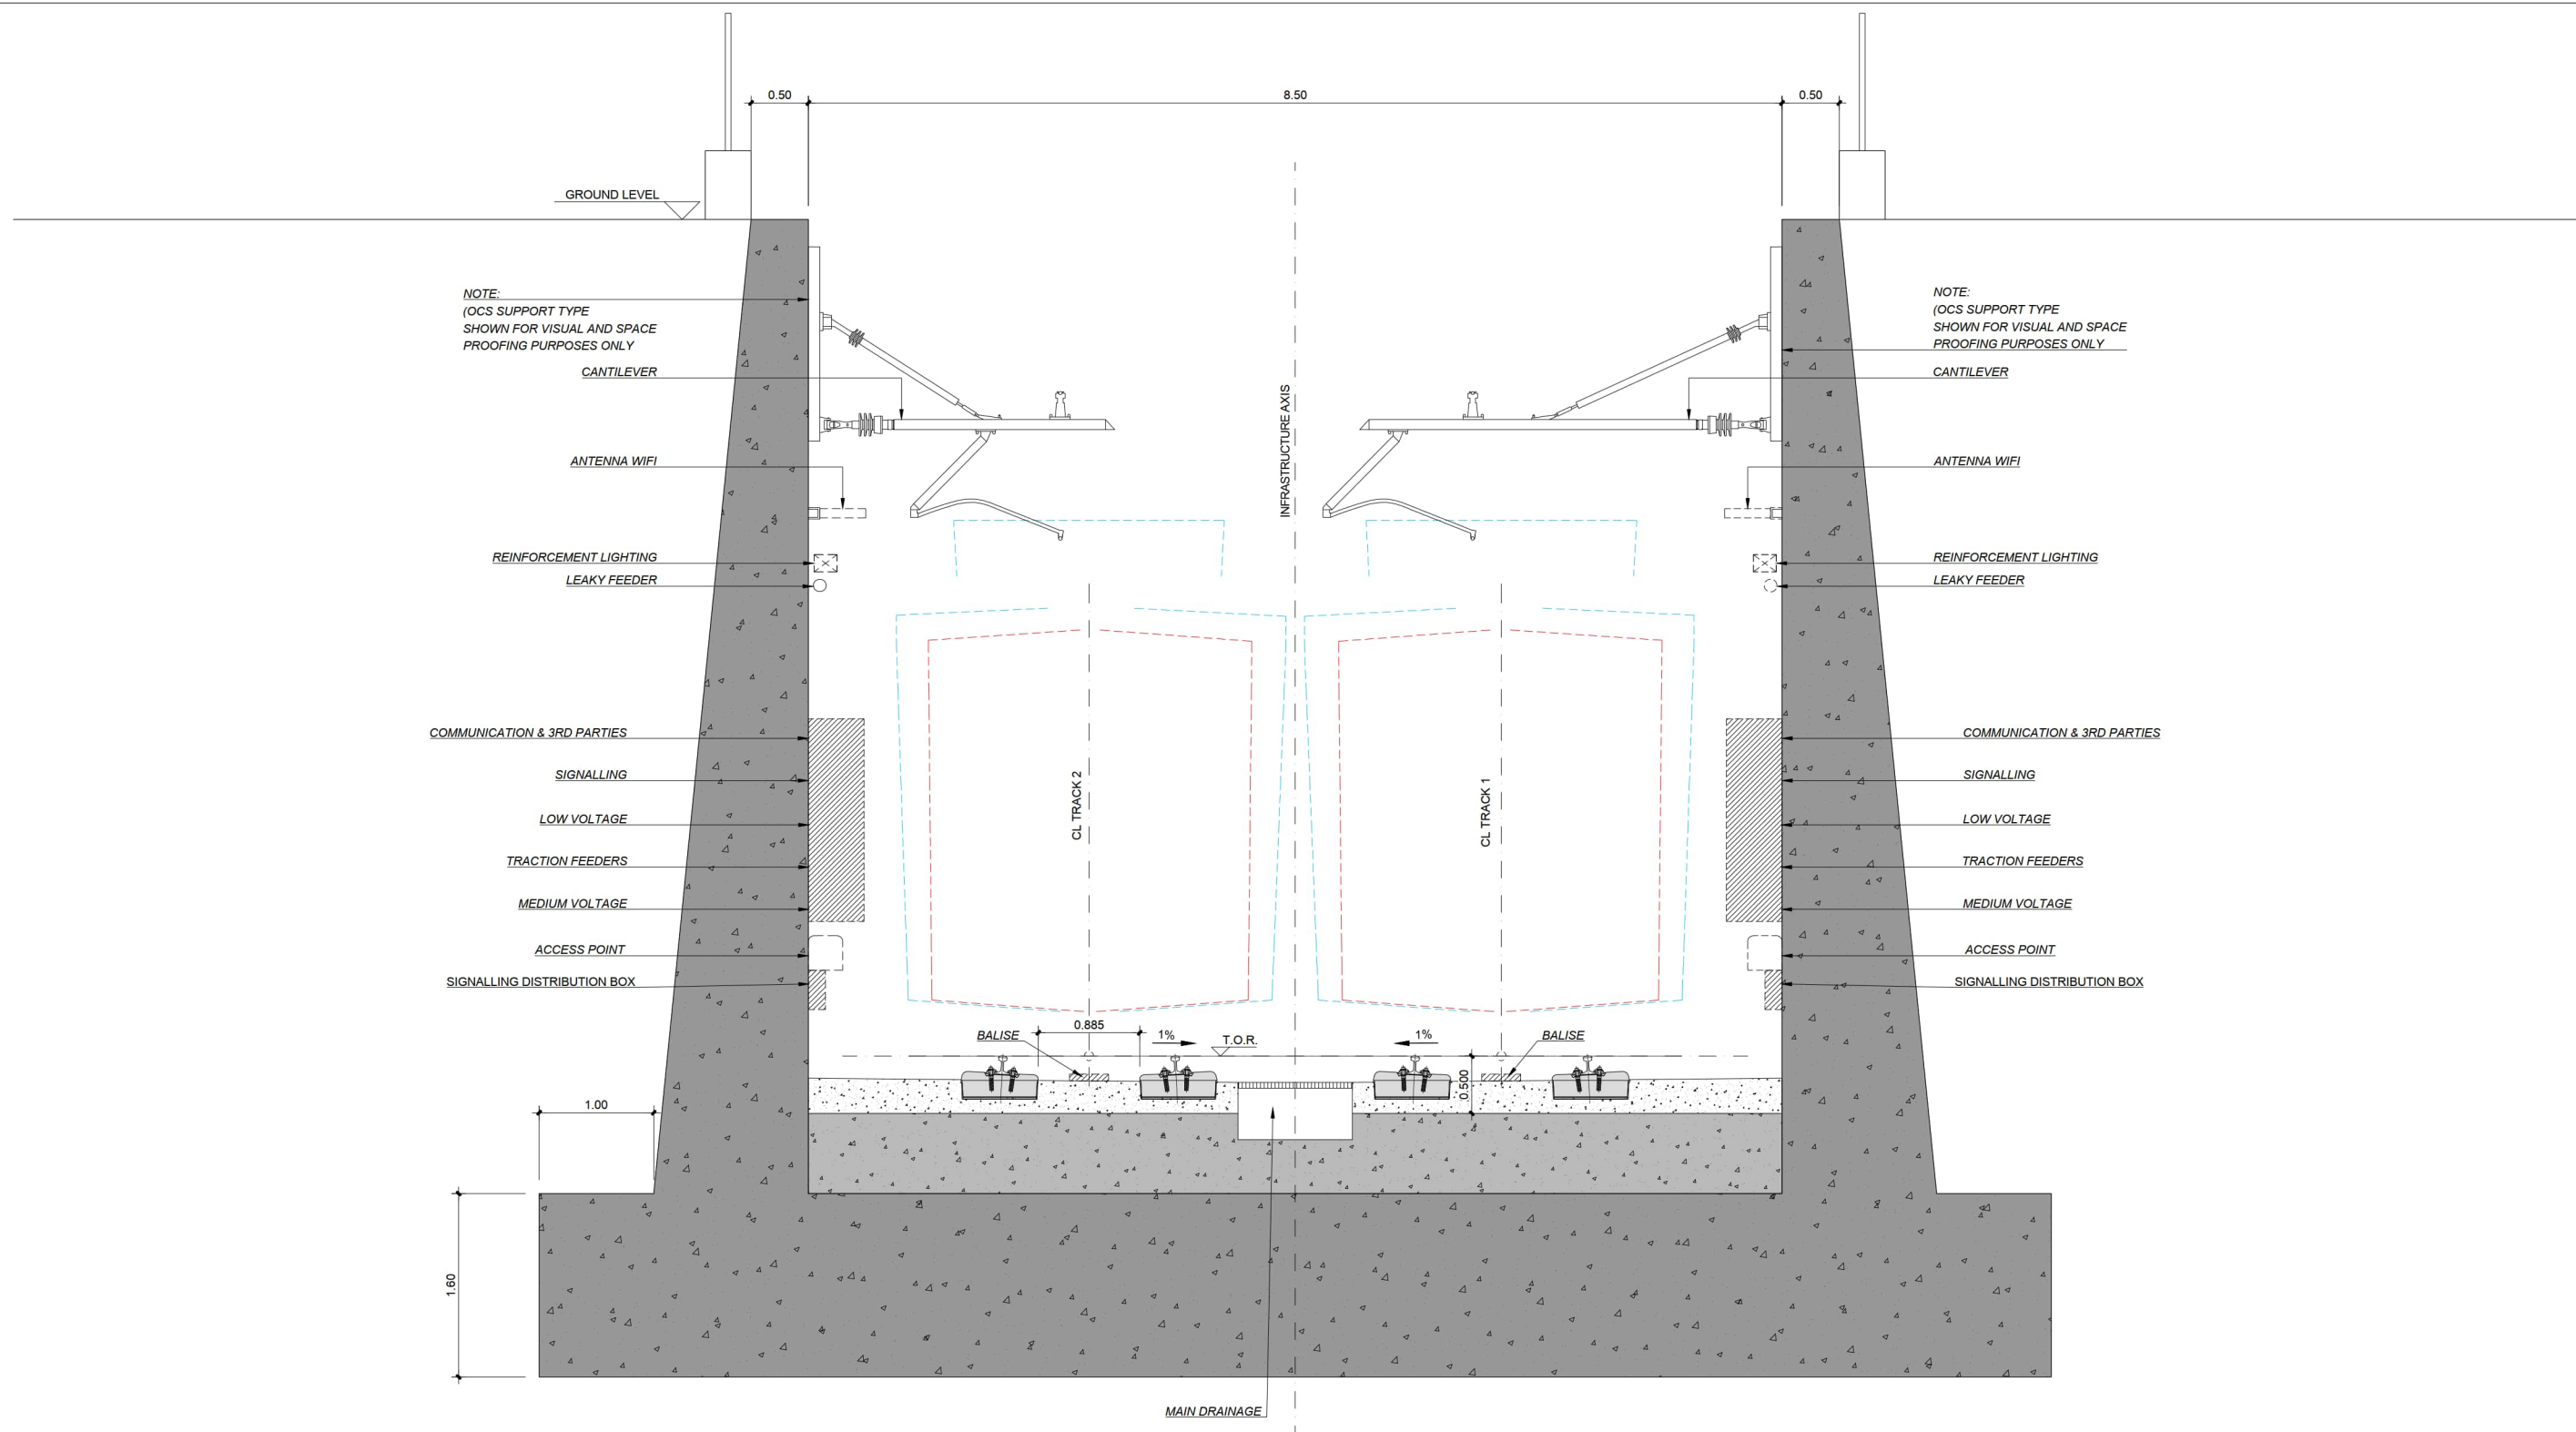 0.50
8.50
0.50
GROUND LEVEL
NOTE:
(OCS SUPPORT TYPE
SHOWN FOR VISUAL AND SPACE
PROOFING PURPOSES ONLY
CANTILEVER
ANTENNA WIFI
REINFORCEMENT LIGHTING
LEAKY FEEDER
COMMUNICATION & 3RD PARTIES
SIGNALLING
LOW VOLTAGE
TRACTION FEEDERS
MEDIUM VOLTAGE
ACCESS POINT
SIGNALLING DISTRIBUTION BOX
INFRASTRUCTURE AXIS
CL TRACK 2
CL TRACK 1
NOTE:
(OCS SUPPORT TYPE
SHOWN FOR VISUAL AND SPACE
PROOFING PURPOSES ONLY
CANTILEVER
ANTENNA WIFI
REINFORCEMENT LIGHTING
LEAKY FEEDER
COMMUNICATION & 3RD PARTIES
SIGNALLING
LOW VOLTAGE
TRACTION FEEDERS
MEDIUM VOLTAGE
ACCESS POINT
SIGNALLING DISTRIBUTION BOX
BALISE
0.885
1%
T.O.R.
1%
BALISE
0.500
1.00
1.60
MAIN DRAINAGE